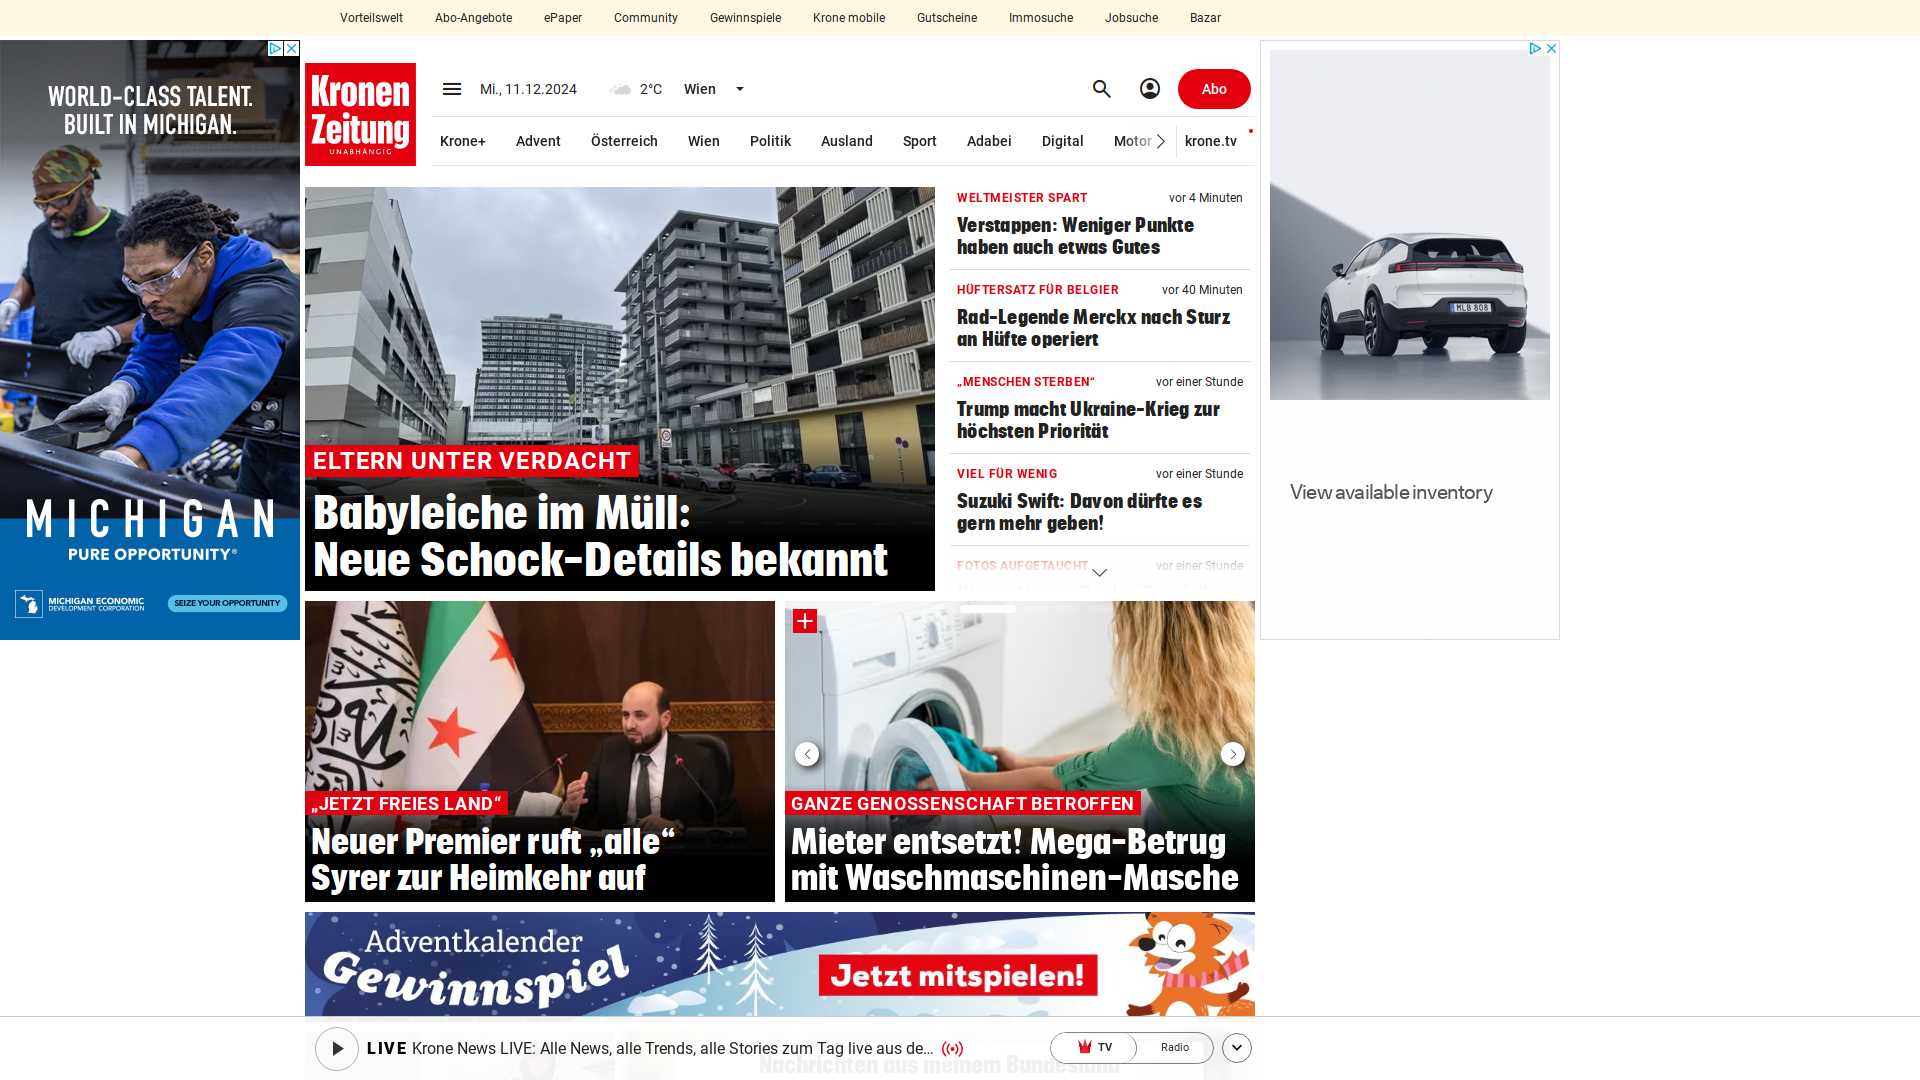 Vorteilswelt
Abo-Angebote
ePaper
Community
Gewinnspiele
Krone mobile
Gutscheine
Immosuche
Jobsuche
Bazar
WORLD-CLASS TALENT.
BUILT IN MICHIGAN.
MICHIGAN
PURE OPPORTUNITY®
MICHIGAN ECONOMIC
DEVELOPMENT CORPORATION
SEIZE YOUR OPPORTUNITY
Kronen
Zeitung
UNABHÄNGIG
Mi., 11.12.2024
2°C
Wien
Abo
Krone+
Advent
Österreich
Wien
Politik
Ausland
Sport
Adabei
Digital
Motor
krone.tv
ELTERN UNTER VERDACHT
Babyleiche im Müll:
Neue Schock-Details bekannt
WELTMEISTER SPART
vor 4 Minuten
Verstappen: Weniger Punkte
haben auch etwas Gutes
HÜFTERSATZ FÜR BELGIER
vor 40 Minuten
Rad-Legende Merckx nach Sturz
an Hüfte operiert
„MENSCHEN STERBEN“
vor einer Stunde
Trump macht Ukraine-Krieg zur
höchsten Priorität
VIEL FÜR WENIG
vor einer Stunde
Suzuki Swift: Davon dürfte es
gern mehr geben!
FOTOS AUFGETAUCHT
vor einer Stunde
MLB 808
View available inventory
„JETZT FREIES LAND“
Neuer Premier ruft „alle“
Syrer zur Heimkehr auf
GANZE GENOSSENSCHAFT BETROFFEN
Mieter entsetzt! Mega-Betrug
mit Waschmaschinen-Masche
Adventkalender
Gewinnspiel
Jetzt mitspielen!
LIVE Krone News LIVE: Alle News, alle Trends, alle Stories zum Tag live aus de…
TV
Radio
Nachrichten aus meinem Bundesland